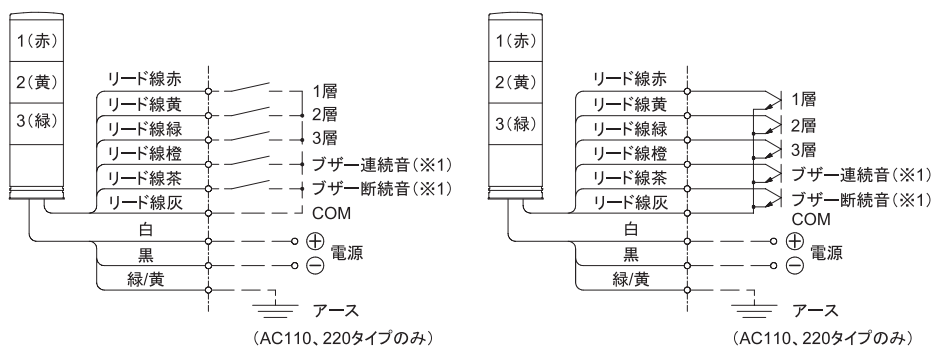 1(赤)
2(黄)
3(緑)
リード線赤
リード線黄
リード線緑
リード線橙
リード線茶
リード線灰
白
黒
緑/黄
1層
2層
3層
ブザー連続音(※1)
ブザー断続音(※1)
COM
⊕
⊖
電源
アース
(AC110、220タイプのみ)
1(赤)
2(黄)
3(緑)
リード線赤
リード線黄
リード線緑
リード線橙
リード線茶
リード線灰
白
黒
緑/黄
1層
2層
3層
ブザー連続音(※1)
ブザー断続音(※1)
COM
⊕
⊖
電源
アース
(AC110、220タイプのみ)